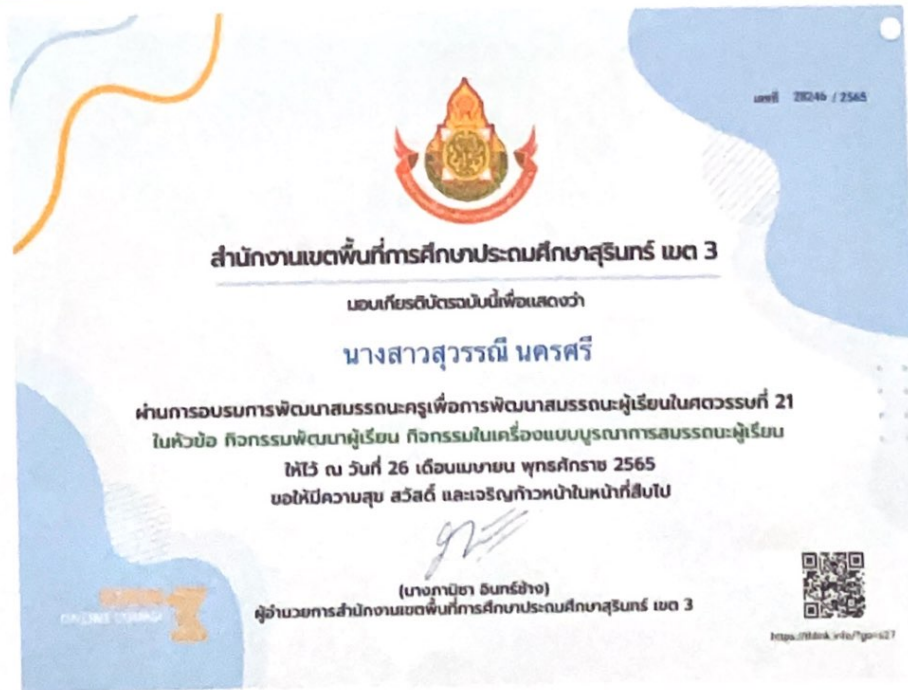 เลขที่ 28246 / 2565
สำนักงานเขตพื้นที่การศึกษาประถมศึกษาสุรินทร์ เขต 3
มอบเกียรติบัตรฉบับนี้เพื่อแสดงว่า
นางสาวสุวรรณี นครศรี
ผ่านการอบรมการพัฒนาสมรรถนะครูเพื่อการพัฒนาสมรรถนะผู้เรียนในศตวรรษที่ 21
ในหัวข้อ กิจกรรมพัฒนาผู้เรียน กิจกรรมในเครื่องแบบบูรณาการสมรรถนะผู้เรียน
ให้ไว้ ณ วันที่ 26 เดือนเมษายน พุทธศักราช 2565
ขอให้มีความสุข สวัสดิ์ และเจริญก้าวหน้าในหน้าที่สืบไป
(นางภานิชา อินทร์ช้าง)
ผู้อำนวยการสำนักงานเขตพื้นที่การศึกษาประถมศึกษาสุรินทร์ เขต 3